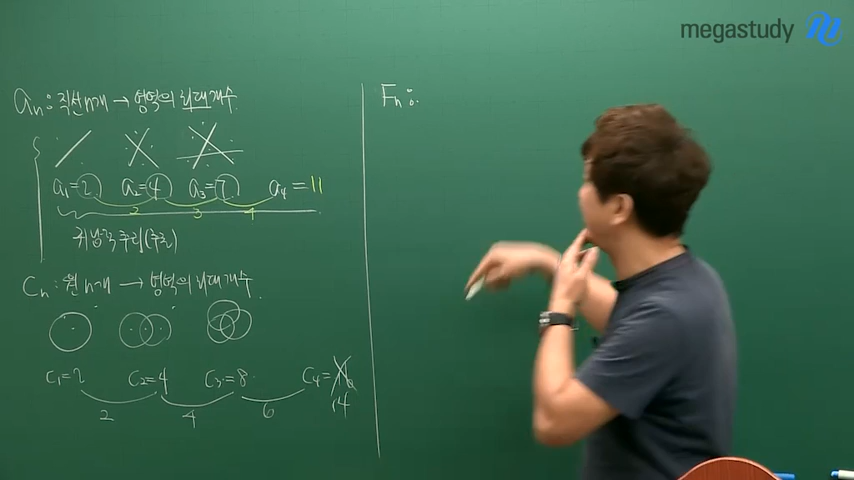 megastudy
aₙ : 직선 n개 → 영역의 최대개수
a₁=2 a₂=4 a₃=7 a₄=11
2 3 4
귀납적 추리(추론)
Cₙ : 원 n개 → 영역의 최대개수
C₁=2 C₂=4 C₃=8 C₄=
14
2 4 6
Fₙ :